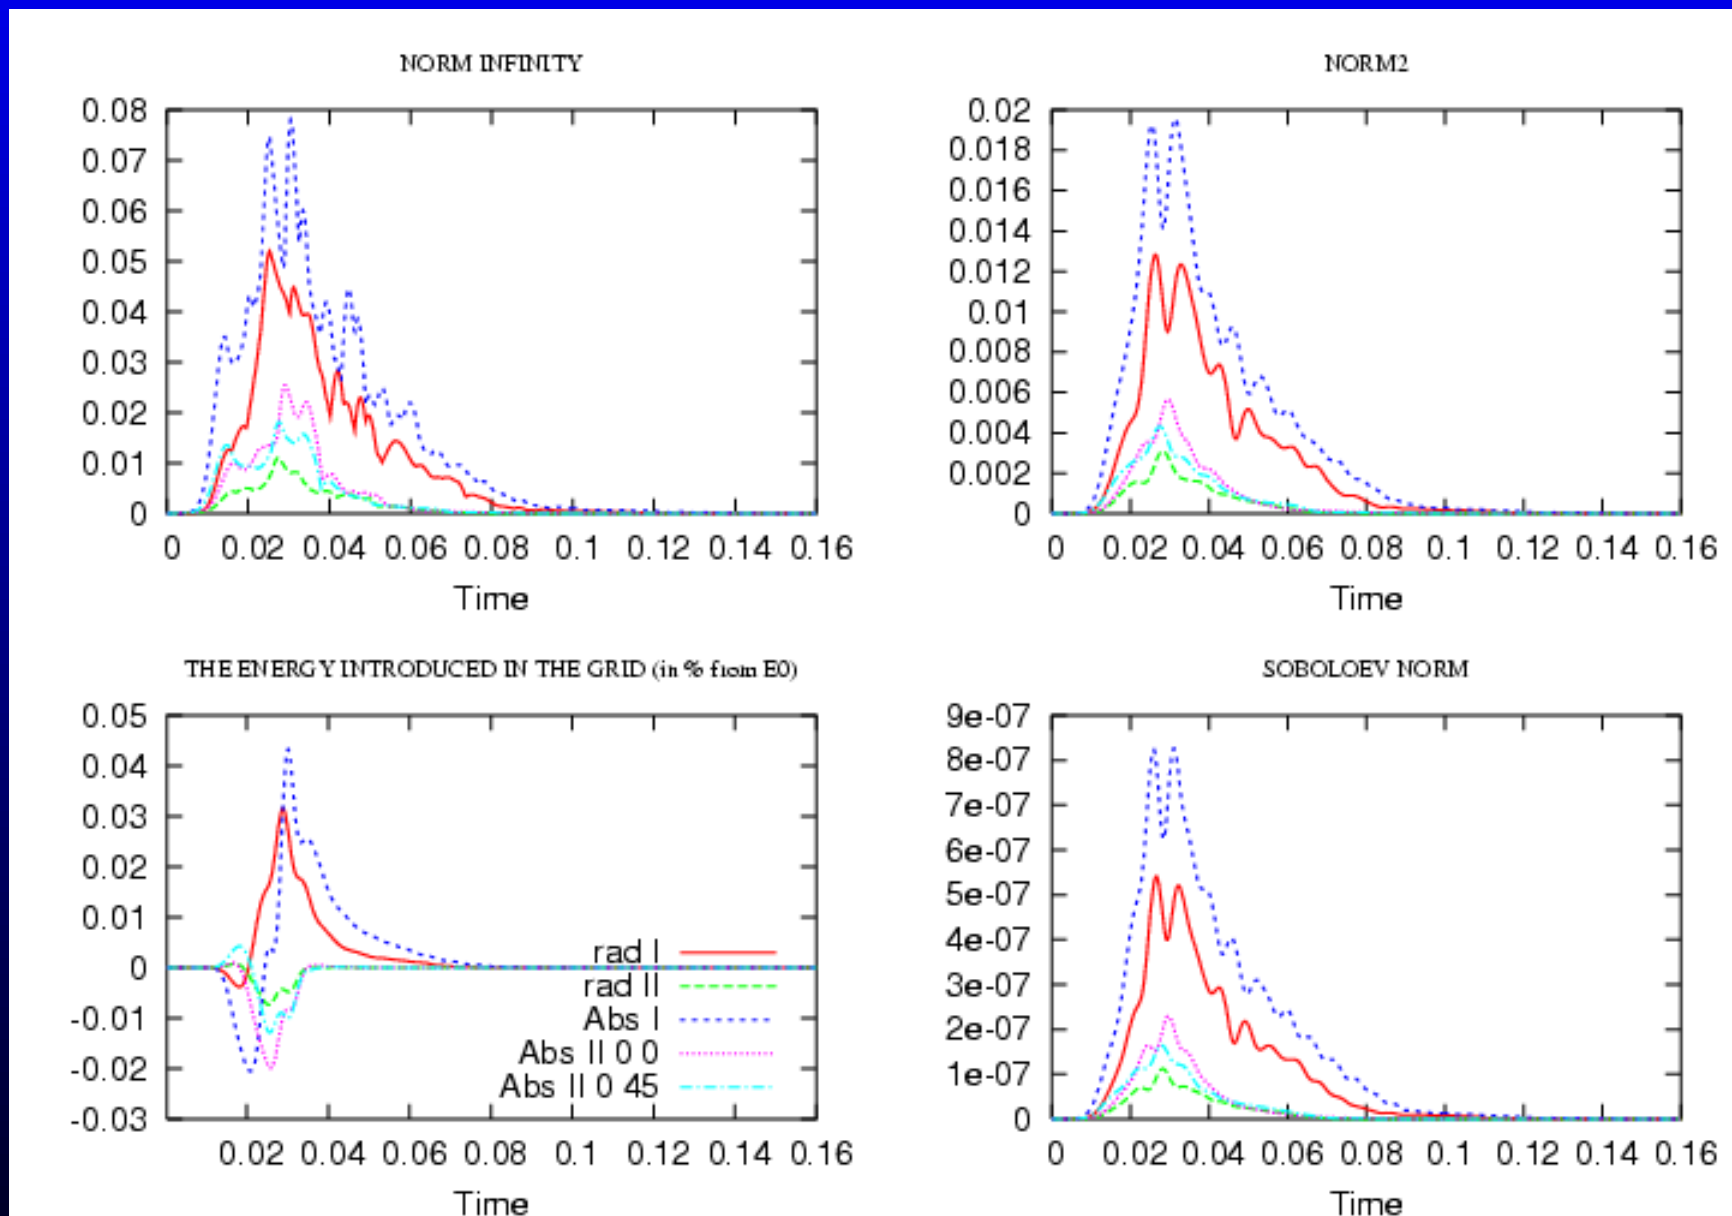 NORM INFINITY
0.08
0.07
0.06
0.05
0.04
0.03
0.02
0.01
0
0 0.02 0.04 0.06 0.08 0.1 0.12 0.14 0.16
Time
NORM2
0.02
0.018
0.016
0.014
0.012
0.01
0.008
0.006
0.004
0.002
0
0 0.02 0.04 0.06 0.08 0.1 0.12 0.14 0.16
Time
THE ENERGY INTRODUCED IN THE GRID (in % from E0)
0.05
0.04
0.03
0.02
0.01
0
-0.01
-0.02
-0.03
rad I
rad II
Abs I
Abs II 0 0
Abs II 0 45
0.02 0.04 0.06 0.08 0.1 0.12 0.14 0.16
Time
SOBOLOEV NORM
9e-07
8e-07
7e-07
6e-07
5e-07
4e-07
3e-07
2e-07
1e-07
0
0 0.02 0.04 0.06 0.08 0.1 0.12 0.14 0.16
Time